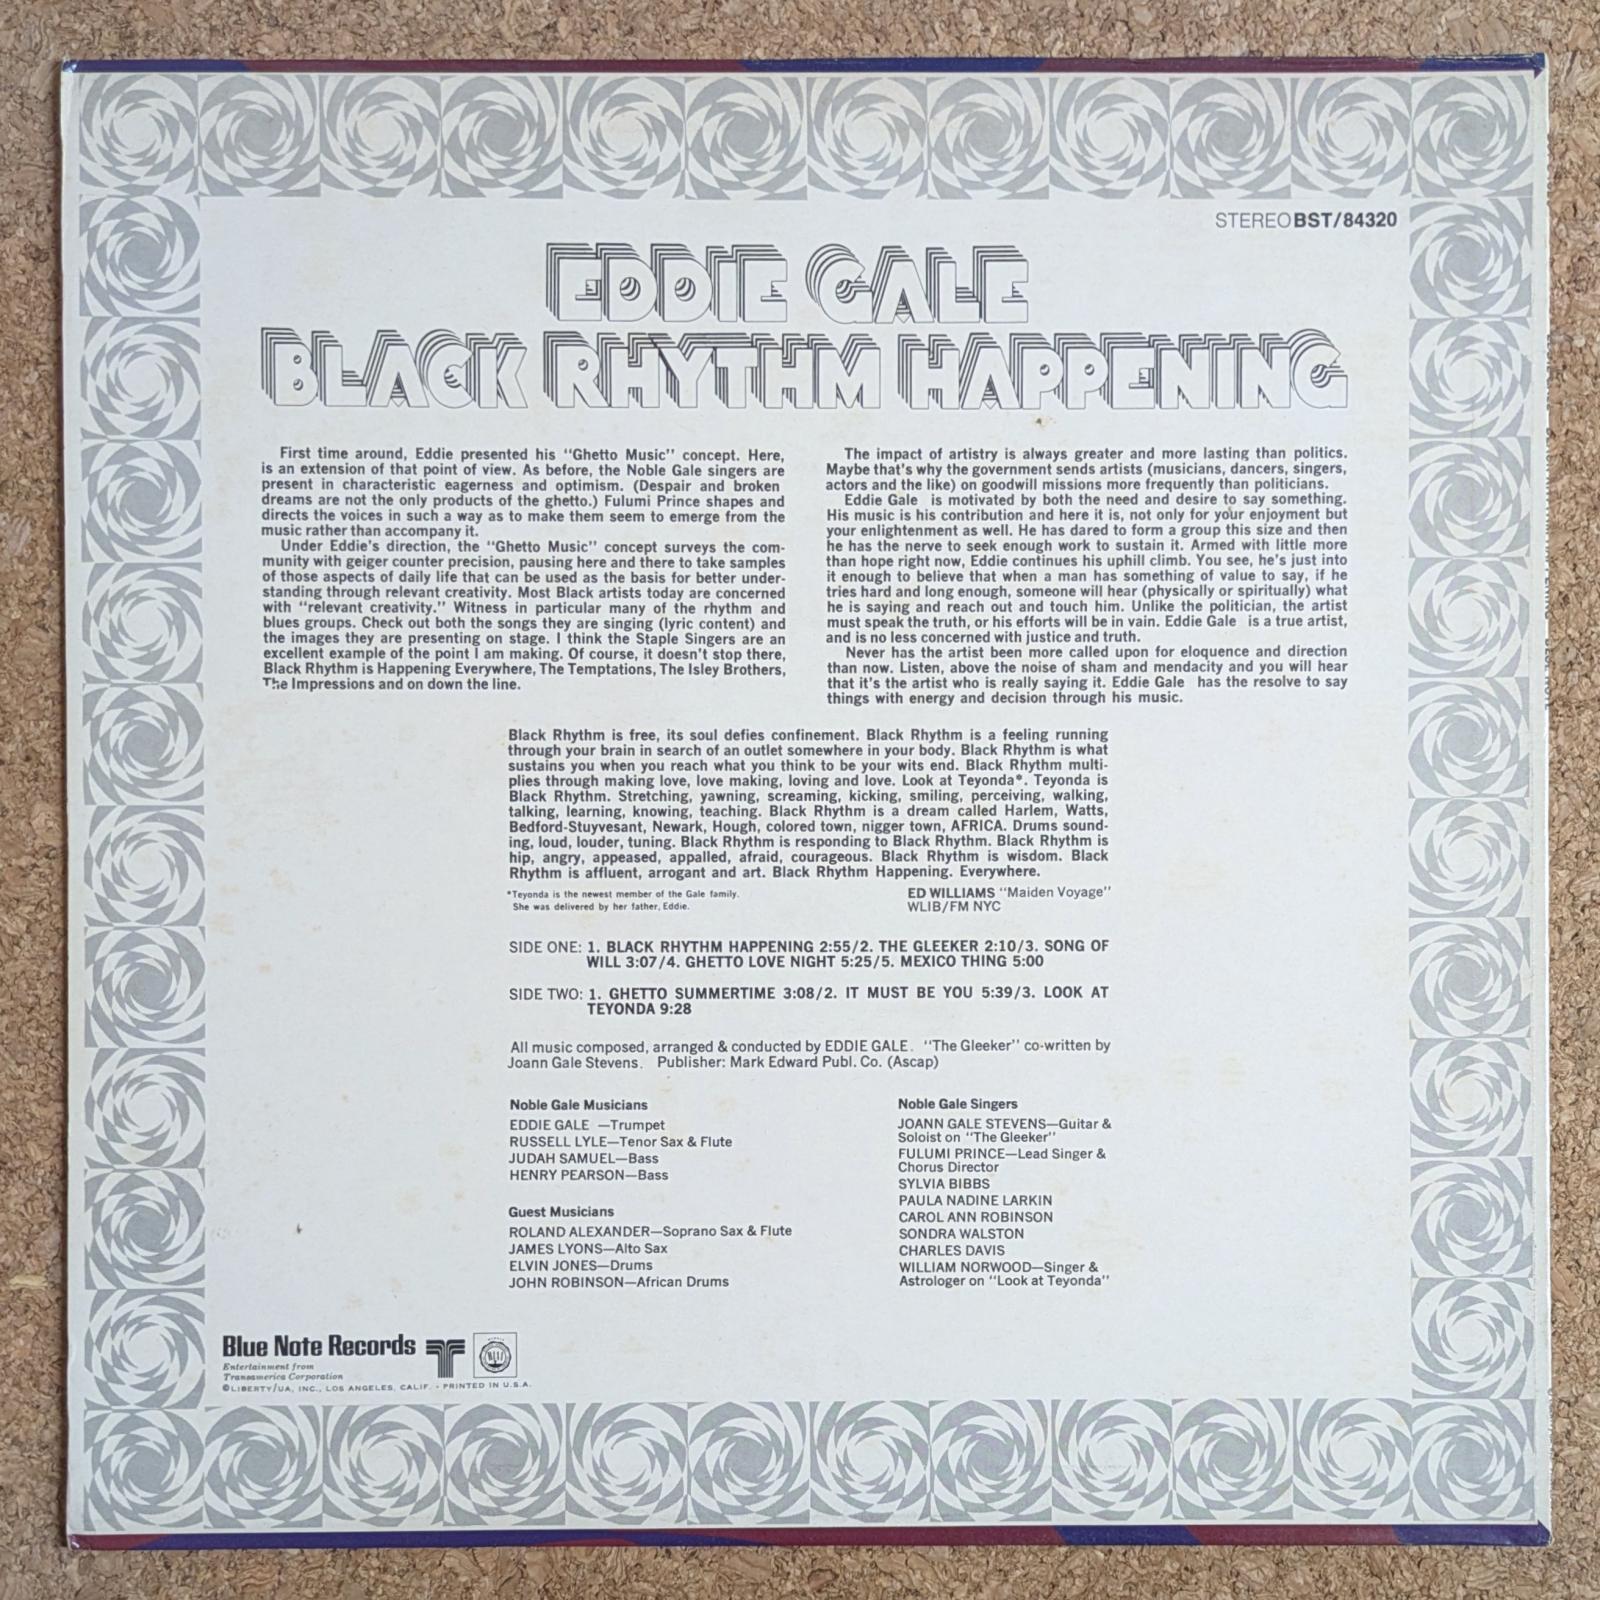 STEREO BST/84320
EDDIE GALE
BLACK RHYTHM HAPPENING
First time around, Eddie presented his "Ghetto Music" concept. Here,
is an extension of that point of view. As before, the Noble Gale singers are
present in characteristic eagerness and optimism. (Despair and broken
dreams are not the only products of the ghetto.) Fulumi Prince shapes and
directs the voices in such a way as to make them seem to emerge from the
music rather than accompany it.
Under Eddie's direction, the "Ghetto Music" concept surveys the com-
munity with geiger counter precision, pausing here and there to take samples
of those aspects of daily life that can be used as the basis for better under-
standing through relevant creativity. Most Black artists today are concerned
with "relevant creativity." Witness in particular many of the rhythm and
blues groups. Check out both the songs they are singing (lyric content) and
the images they are presenting on stage. I think the Staple Singers are an
excellent example of the point I am making. Of course, it doesn't stop there,
Black Rhythm is Happening Everywhere, The Temptations, The Isley Brothers,
The Impressions and on down the line.
The impact of artistry is always greater and more lasting than politics.
Maybe that's why the government sends artists (musicians, dancers, singers,
actors and the like) on goodwill missions more frequently than politicians.
Eddie Gale is motivated by both the need and desire to say something.
His music is his contribution and here it is, not only for your enjoyment but
your enlightenment as well. He has dared to form a group this size and then
he has the nerve to seek enough work to sustain it. Armed with little more
than hope right now, Eddie continues his uphill climb. You see, he's just into
it enough to believe that when a man has something of value to say, if he
tries hard and long enough, someone will hear (physically or spiritually) what
he is saying and reach out and touch him. Unlike the politician, the artist
must speak the truth, or his efforts will be in vain. Eddie Gale is a true artist,
and is no less concerned with justice and truth.
Never has the artist been more called upon for eloquence and direction
than now. Listen, above the noise of sham and mendacity and you will hear
that it's the artist who is really saying it. Eddie Gale has the resolve to say
things with energy and decision through his music.
Black Rhythm is free, its soul defies confinement. Black Rhythm is a feeling running
through your brain in search of an outlet somewhere in your body. Black Rhythm is what
sustains you when you reach what you think to be your wits end. Black Rhythm multi-
plies through making love, love making, loving and love. Look at Teyonda*. Teyonda is
Black Rhythm. Stretching, yawning, screaming, kicking, smiling, perceiving, walking,
talking, learning, knowing, teaching. Black Rhythm is a dream called Harlem, Watts,
Bedford-Stuyvesant, Newark, Hough, colored town, nigger town, AFRICA. Drums sound-
ing, loud, louder, tuning. Black Rhythm is responding to Black Rhythm. Black Rhythm is
hip, angry, appeased, appalled, afraid, courageous. Black Rhythm is wisdom. Black
Rhythm is affluent, arrogant and art. Black Rhythm Happening. Everywhere.
*Teyonda is the newest member of the Gale family.
She was delivered by her father, Eddie.
ED WILLIAMS "Maiden Voyage"
WLIB/FM NYC
SIDE ONE: 1. BLACK RHYTHM HAPPENING 2:55/2. THE GLEEKER 2:10/3. SONG OF
WILL 3:07/4. GHETTO LOVE NIGHT 5:25/5. MEXICO THING 5:00
SIDE TWO: 1. GHETTO SUMMERTIME 3:08/2. IT MUST BE YOU 5:39/3. LOOK AT
TEYONDA 9:28
All music composed, arranged & conducted by EDDIE GALE. "The Gleeker" co-written by
Joann Gale Stevens. Publisher: Mark Edward Publ. Co. (Ascap)
Noble Gale Musicians
EDDIE GALE —Trumpet
RUSSELL LYLE—Tenor Sax & Flute
JUDAH SAMUEL—Bass
HENRY PEARSON—Bass
Guest Musicians
ROLAND ALEXANDER—Soprano Sax & Flute
JAMES LYONS—Alto Sax
ELVIN JONES—Drums
JOHN ROBINSON—African Drums
Noble Gale Singers
JOANN GALE STEVENS—Guitar &
Soloist on "The Gleeker"
FULUMI PRINCE—Lead Singer &
Chorus Director
SYLVIA BIBBS
PAULA NADINE LARKIN
CAROL ANN ROBINSON
SONDRA WALSTON
CHARLES DAVIS
WILLIAM NORWOOD—Singer &
Astrologer on "Look at Teyonda"
Blue Note Records
Entertainment from
Transamerica Corporation
©LIBERTY/UA, INC., LOS ANGELES, CALIF. • PRINTED IN U.S.A.